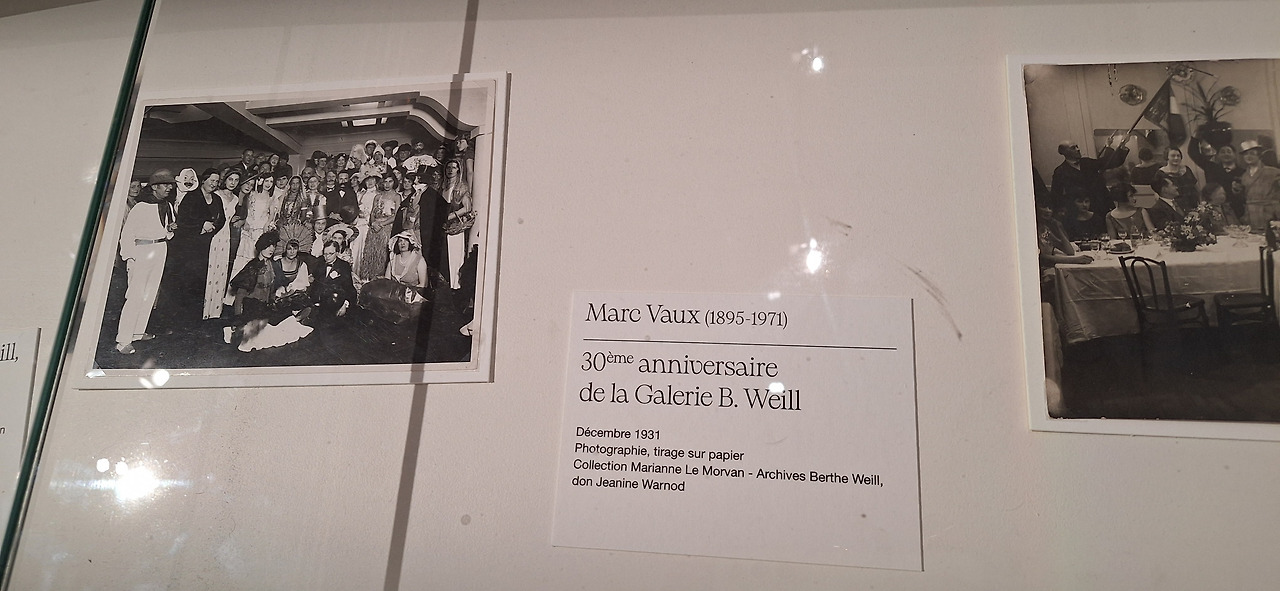 ill,
n
Marc Vaux (1895-1971)
30ème anniversaire
de la Galerie B. Weill
Décembre 1931
Photographie, tirage sur papier
Collection Marianne Le Morvan - Archives Berthe Weill,
don Jeanine Warnod